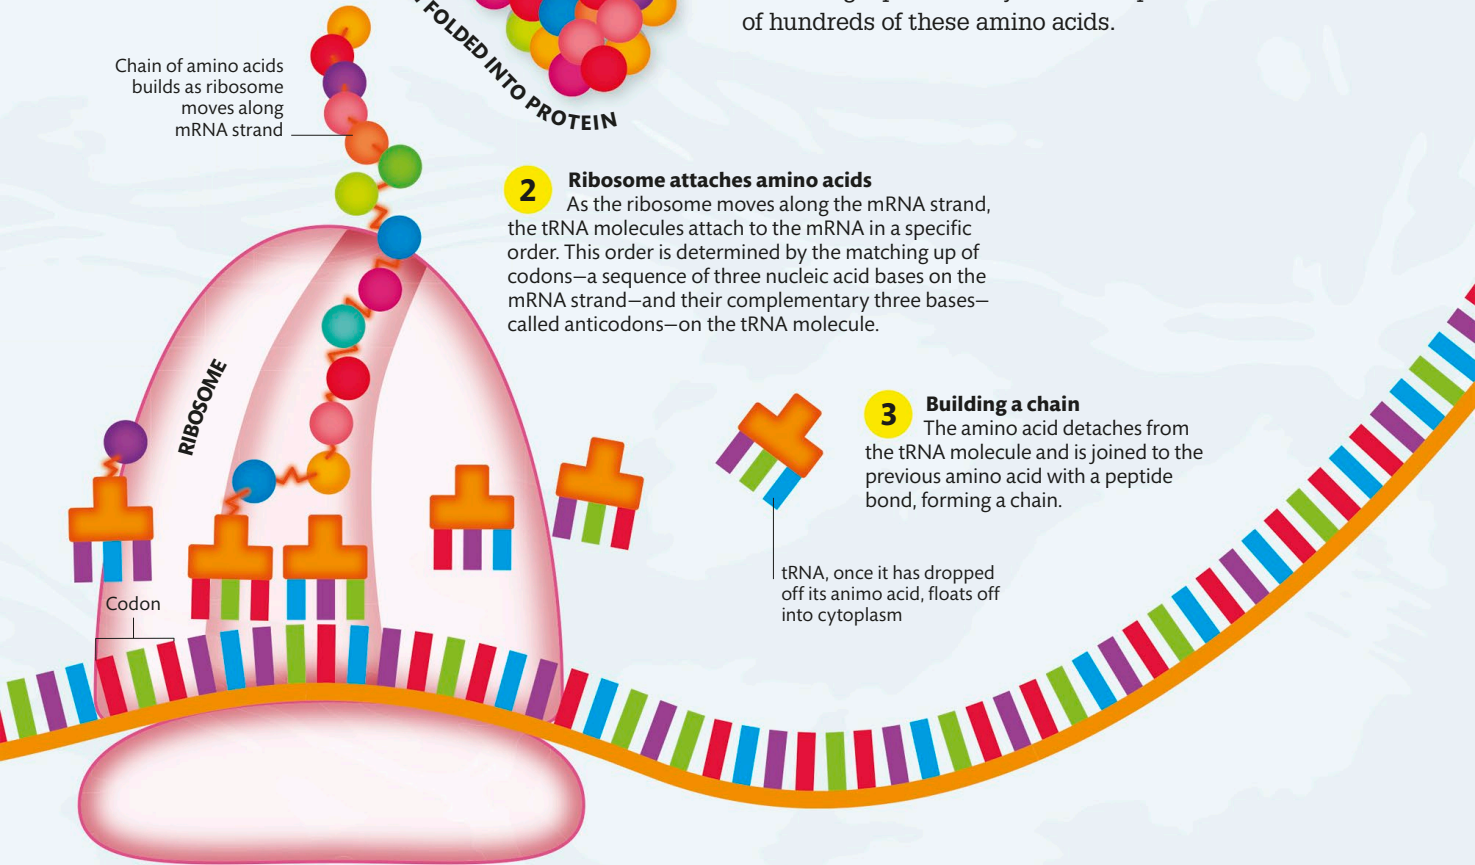 of hundreds of these amino acids.
FOLDED INTO PROTEIN
Chain of amino acids
builds as ribosome
moves along
mRNA strand
2 Ribosome attaches amino acids
As the ribosome moves along the mRNA strand,
the tRNA molecules attach to the mRNA in a specific
order. This order is determined by the matching up of
codons—a sequence of three nucleic acid bases on the
mRNA strand—and their complementary three bases—
called anticodons—on the tRNA molecule.
RIBOSOME
3 Building a chain
The amino acid detaches from
the tRNA molecule and is joined to the
previous amino acid with a peptide
bond, forming a chain.
tRNA, once it has dropped
off its animo acid, floats off
into cytoplasm
Codon